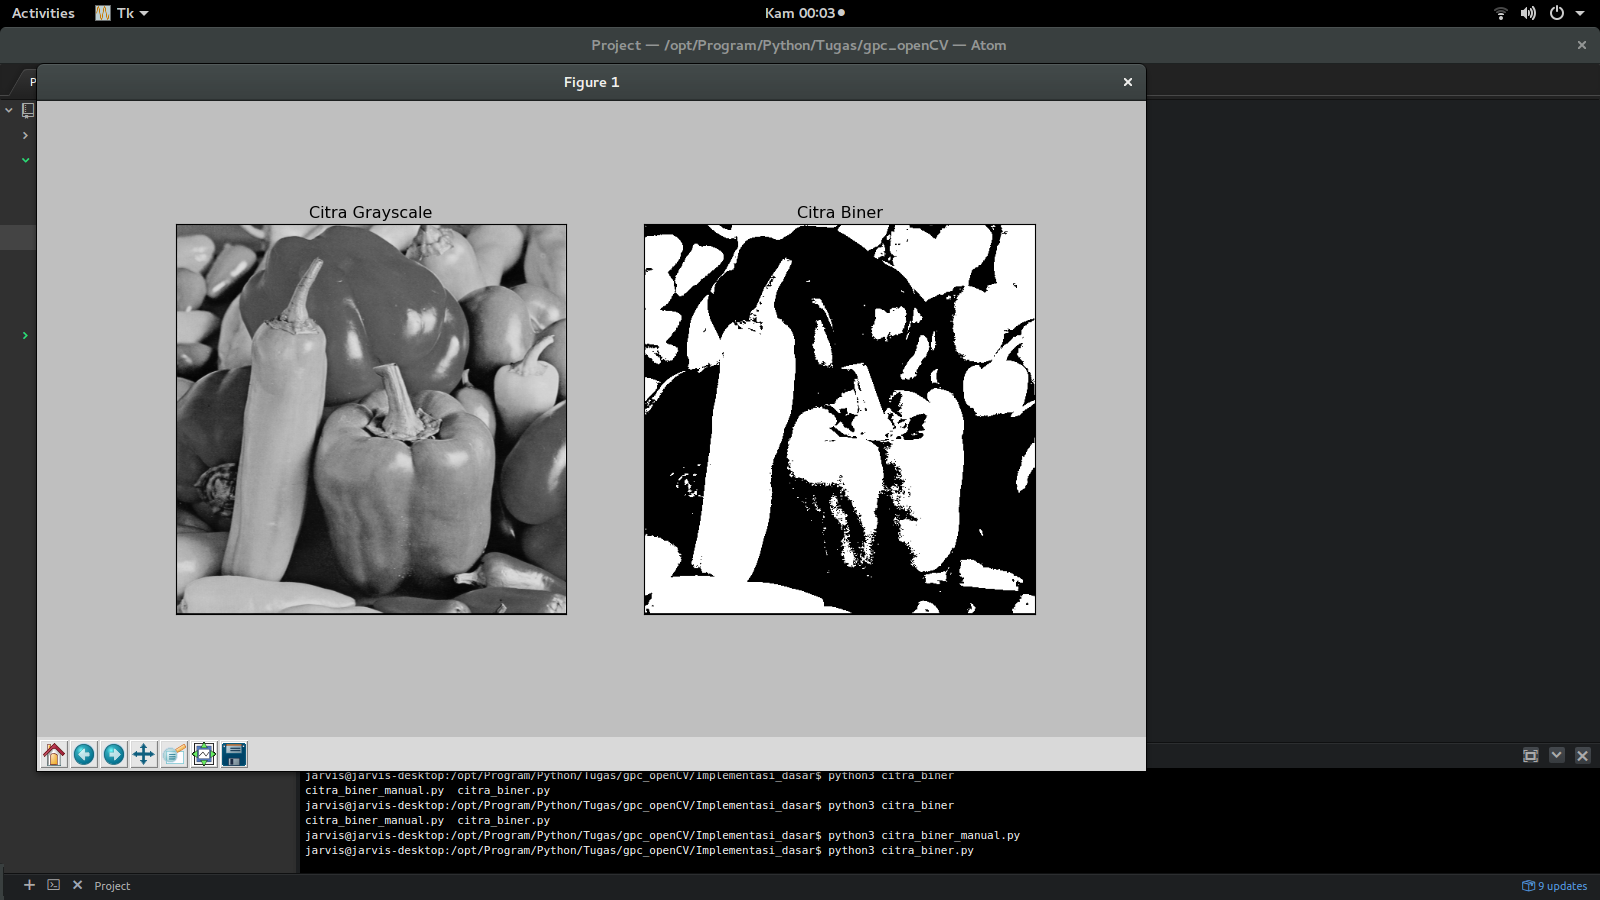 Activities Tk Kam 00:03
Project — /opt/Program/Python/Tugas/gpc_openCV — Atom
P
Figure 1
Citra Grayscale Citra Biner
jarvis@jarvis-desktop:/opt/Program/Python/Tugas/gpc_openCV/Implementasi_dasar$ python3 citra_biner
citra_biner_manual.py citra_biner.py
jarvis@jarvis-desktop:/opt/Program/Python/Tugas/gpc_openCV/Implementasi_dasar$ python3 citra_biner
citra_biner_manual.py citra_biner.py
jarvis@jarvis-desktop:/opt/Program/Python/Tugas/gpc_openCV/Implementasi_dasar$ python3 citra_biner_manual.py
jarvis@jarvis-desktop:/opt/Program/Python/Tugas/gpc_openCV/Implementasi_dasar$ python3 citra_biner.py
Project 9 updates